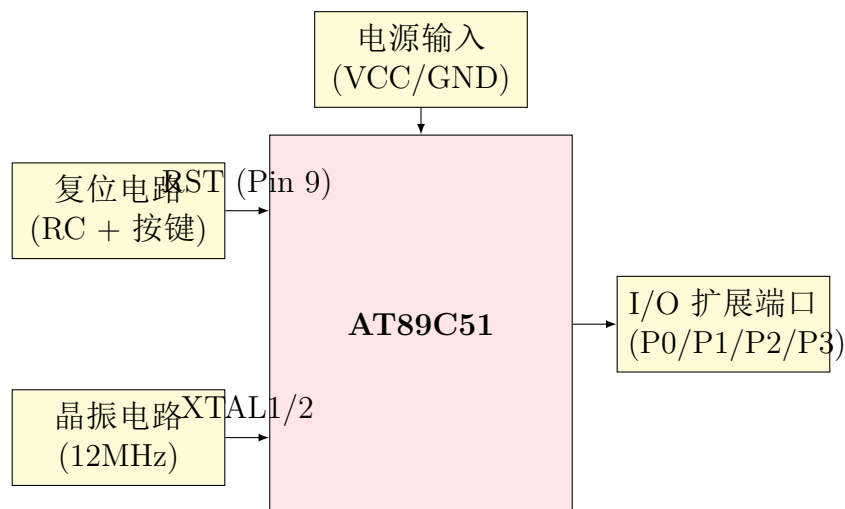 电源输入
(VCC/GND)
复位电路
(RC + 按键)
RST (Pin 9)
AT89C51
I/O 扩展端口
(P0/P1/P2/P3)
晶振电路
(12MHz)
XTAL1/2